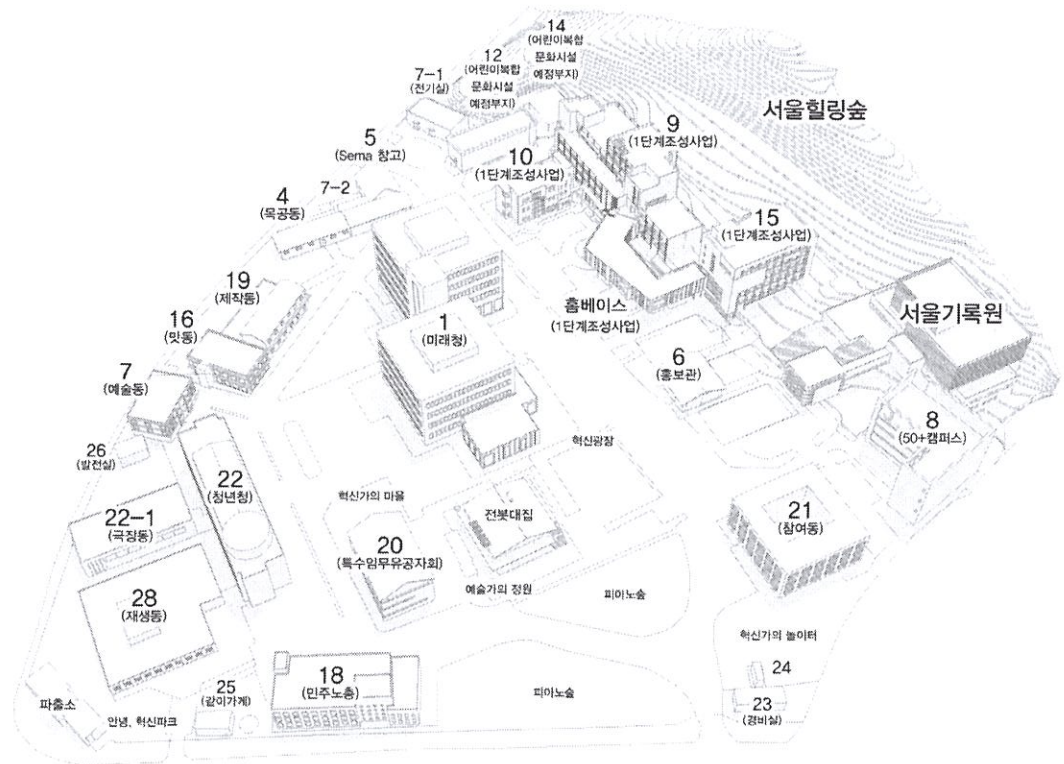 14
(어린이복합
문화시설
예정부지)
12
(어린이복합
문화시설
예정부지)
7-1
(전기실)
서울힐링숲
9
(1단계조성사업)
5
(Sema 창고)
10
(1단계조성사업)
7-2
4
(목공동)
15
(1단계조성사업)
19
(제작동)
홈베이스
(1단계조성사업)
서울기록원
16
(맛동)
1
(미래청)
6
(홍보관)
7
(예술동)
8
(50+캠퍼스)
혁신광장
26
(발전실)
22
(청년청)
혁신가의 마을
전봇대집
21
(참여동)
22-1
(극장동)
20
(특수임무유공자회)
예술가의 정원
피아노숲
28
(재생동)
혁신가의 놀이터
18
(민주노총)
24
25
(같이가게)
피아노숲
파출소
안녕, 혁신파크
23
(경비실)